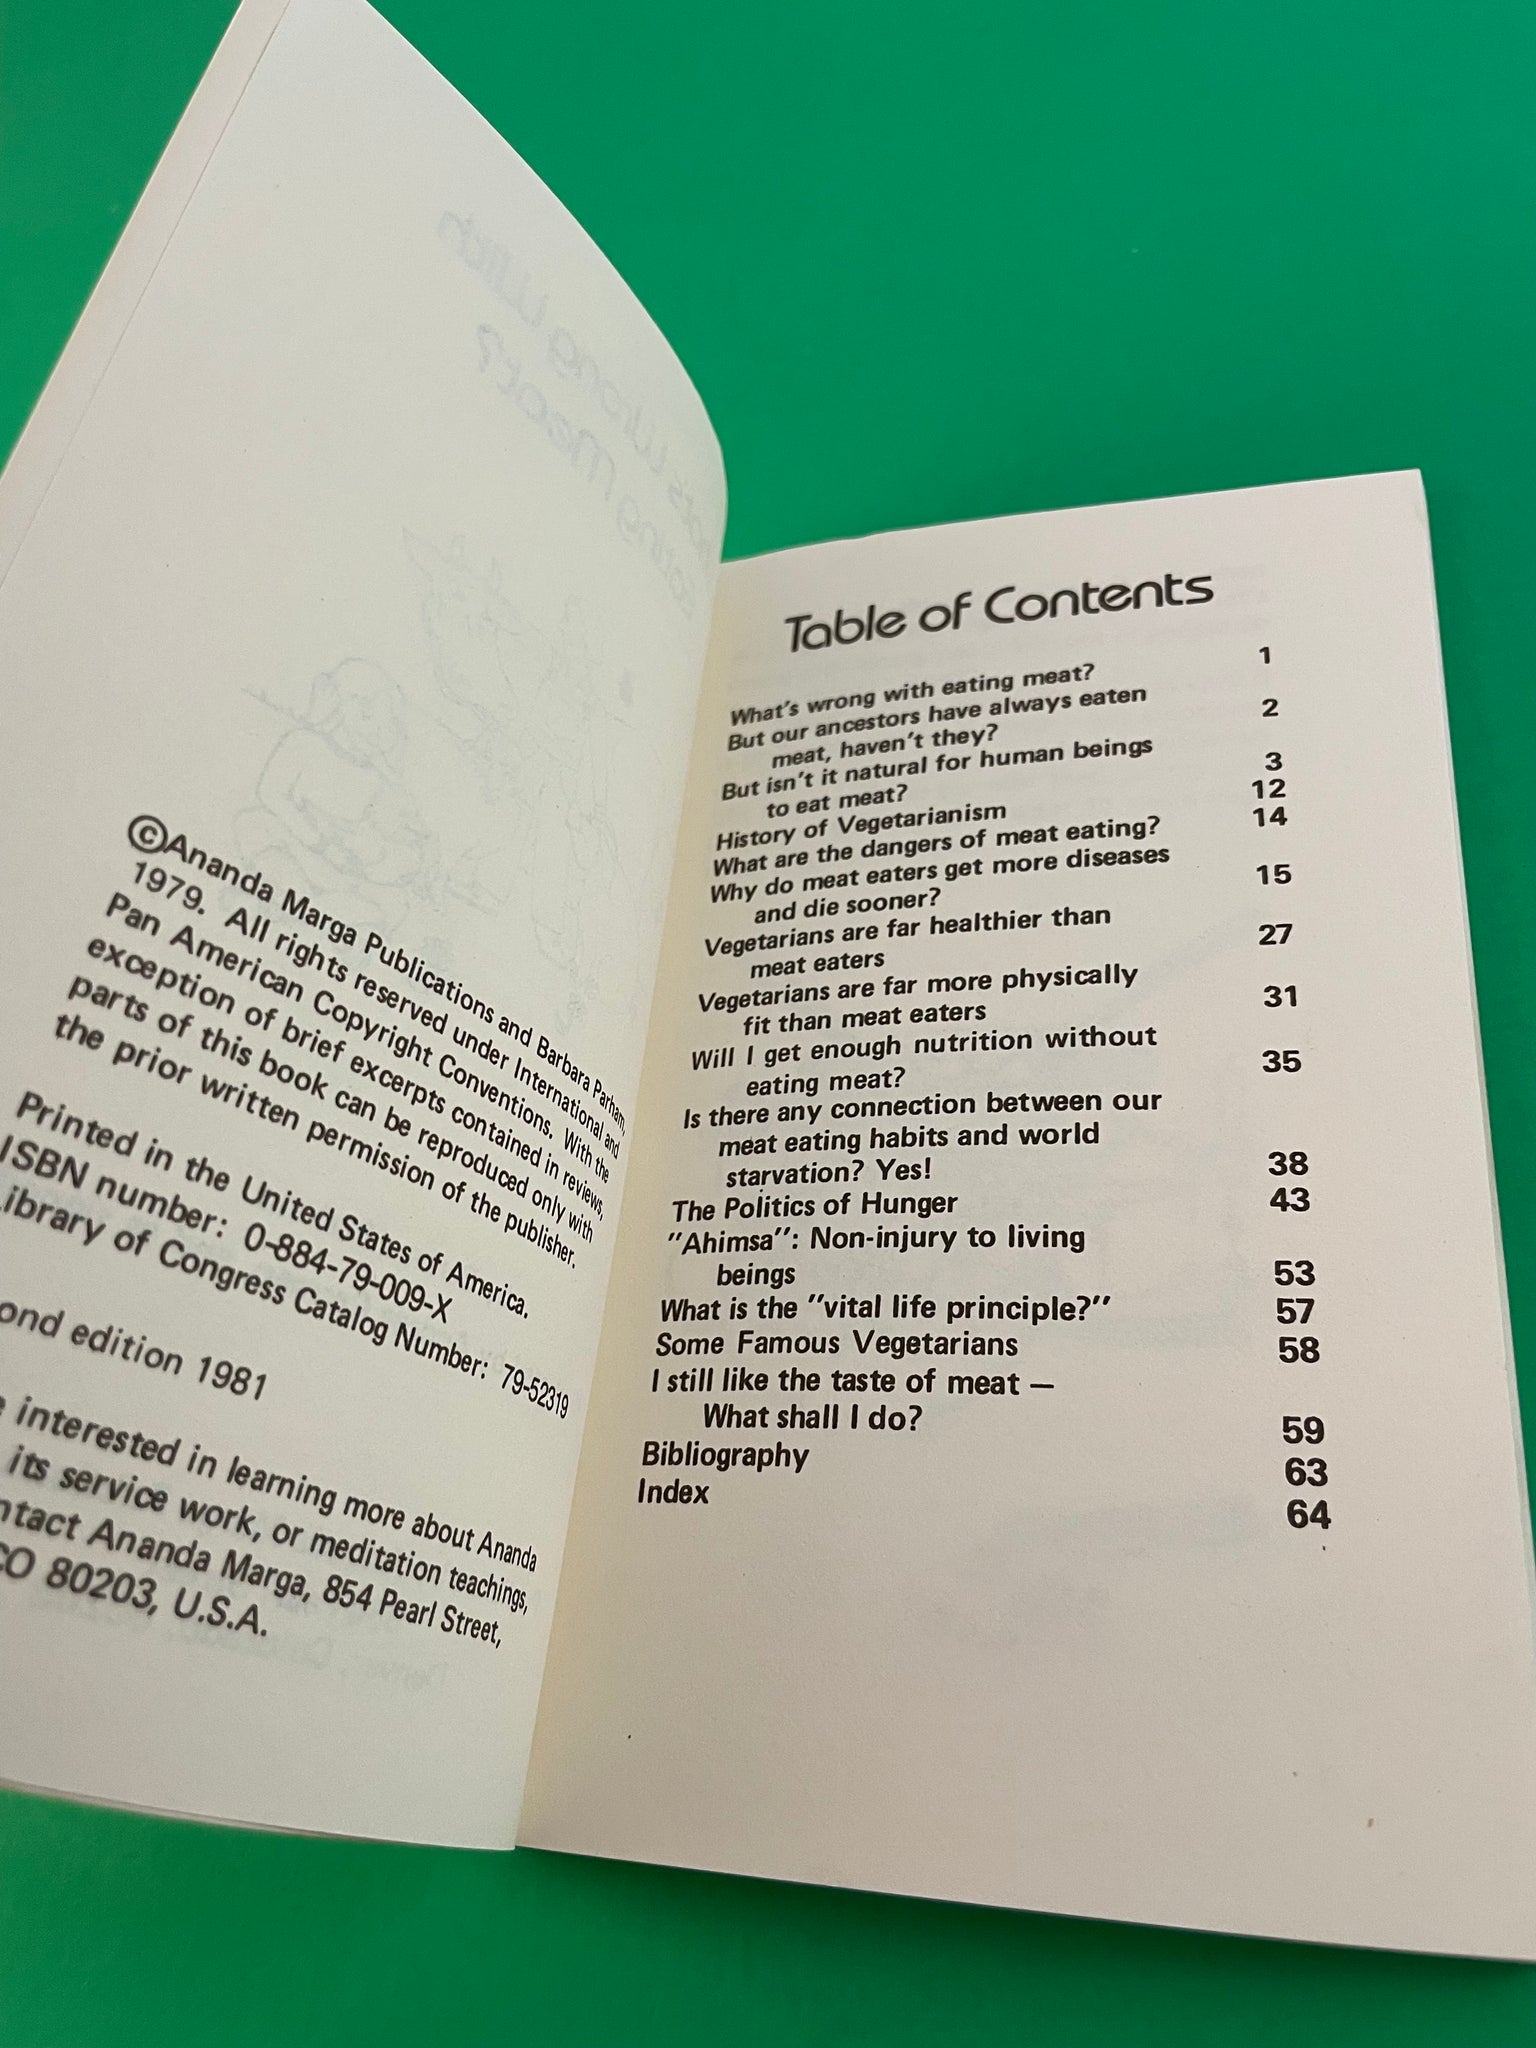 ©Ananda Marga Publications and Barbara Parham,
1979. All rights reserved under International and
Pan American Copyright Conventions. With the
exception of brief excerpts contained in reviews,
parts of this book can be reproduced only with
the prior written permission of the publisher.
Printed in the United States of America.
ISBN number: 0-884-79-009-X
Library of Congress Catalog Number: 79-52319
edition 1981
interested in learning more about Ananda
its service work, or meditation teachings,
Ananda Marga, 854 Pearl Street,
CO 80203, U.S.A.
Table of Contents
What's wrong with eating meat? 1
But our ancestors have always eaten
meat, haven't they? 2
But isn't it natural for human beings
to eat meat? 3
History of Vegetarianism 12
What are the dangers of meat eating? 14
Why do meat eaters get more diseases
and die sooner? 15
Vegetarians are far healthier than
meat eaters 27
Vegetarians are far more physically
fit than meat eaters 31
Will I get enough nutrition without
eating meat? 35
Is there any connection between our
meat eating habits and world
starvation? Yes! 38
The Politics of Hunger 43
"Ahimsa": Non-injury to living
beings 53
What is the "vital life principle?" 57
Some Famous Vegetarians 58
I still like the taste of meat —
What shall I do? 59
Bibliography 63
Index 64